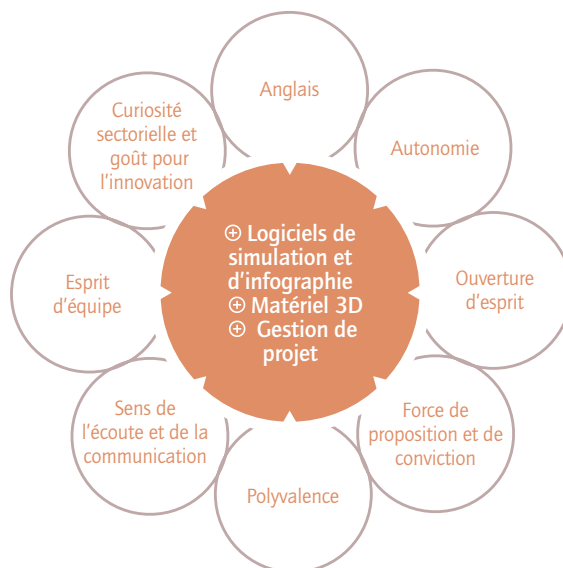 Anglais
Autonomie
Ouverture
d'esprit
Force de
proposition et de
conviction
Polyvalence
Sens de
l'écoute et de la
communication
Esprit
d'équipe
Curiosité
sectorielle et
goût pour
l'innovation
⊕ Logiciels de
simulation et
d'infographie
⊕ Matériel 3D
⊕ Gestion de
projet